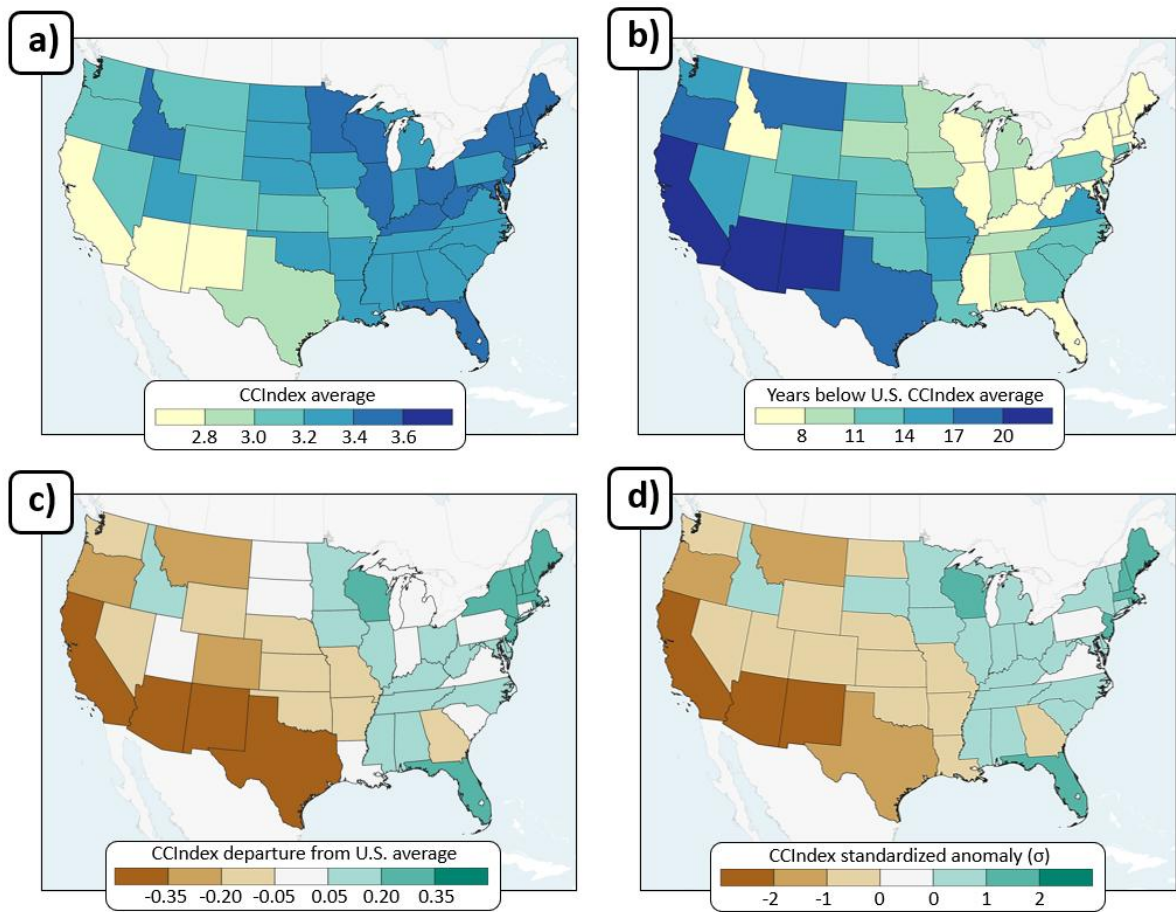 a)
CCIndex average
2.8 3.0 3.2 3.4 3.6
b)
Years below U.S. CCIndex average
8 11 14 17 20
c)
CCIndex departure from U.S. average
-0.35 -0.20 -0.05 0.05 0.20 0.35
d)
CCIndex standardized anomaly (σ)
-2 -1 0 0 1 2